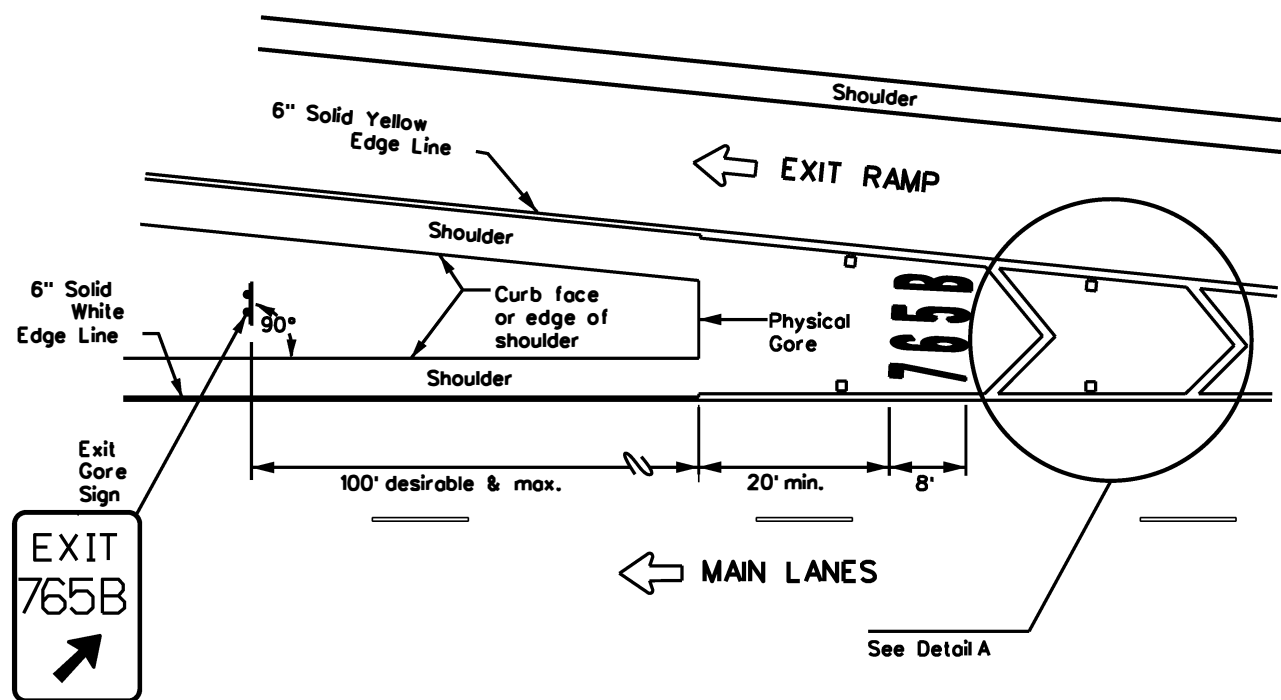 Shoulder
6" Solid Yellow
Edge Line
EXIT RAMP
Shoulder
6" Solid
White
Edge Line
90°
Curb face
or edge of
shoulder
Physical
Gore
765B
Shoulder
Exit
Gore
Sign
100' desirable & max.
20' min.
8'
EXIT
765B
MAIN LANES
See Detail A